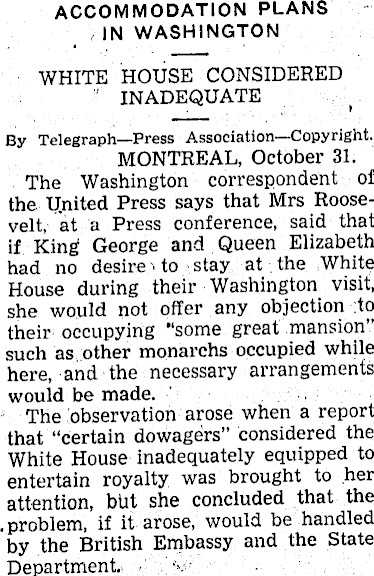 ACCOMMODATION PLANS
IN WASHINGTON
WHITE HOUSE CONSIDERED
INADEQUATE
By Telegraph—Press Association—Copyright.
MONTREAL, October 31.
The Washington correspondent of
the United Press says that Mrs Roose-
velt, at a Press conference, said that
if King George and Queen Elizabeth
had no desire to stay at the White
House during their Washington visit,
she would not offer any objection to
their occupying "some great mansion"
such as other monarchs occupied while
here, and the necessary arrangements
would be made.
The observation arose when a report
that "certain dowagers" considered the
White House inadequately equipped to
entertain royalty was brought to her
attention, but she concluded that the
problem, if it arose, would be handled
by the British Embassy and the State
Department.